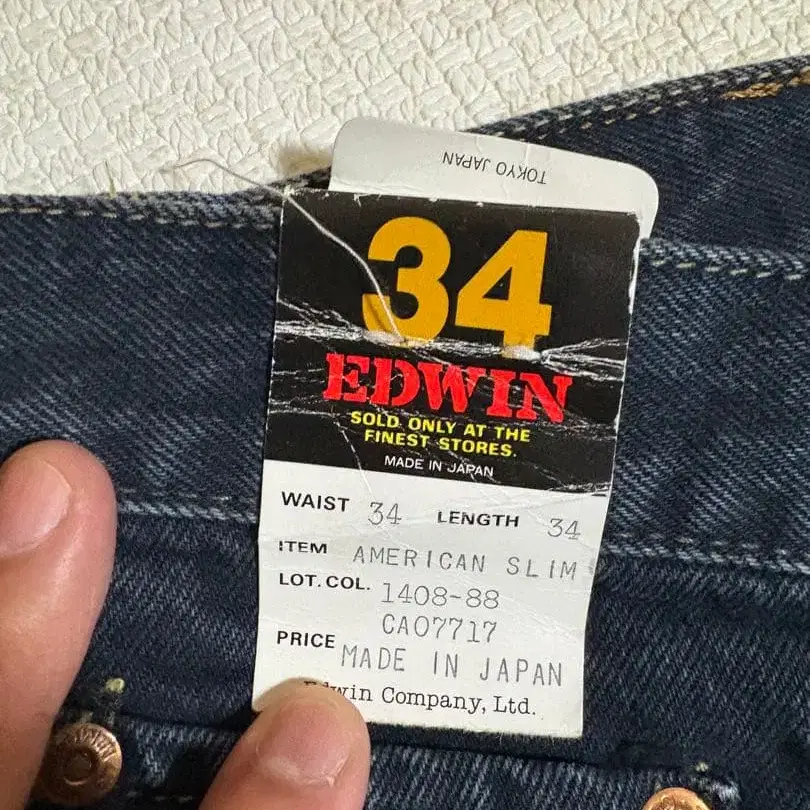 TOKYO JAPAN
34
EDWIN
SOLD ONLY AT THE
FINEST STORES.
MADE IN JAPAN
WAIST 34 LENGTH 34
ITEM AMERICAN SLIM
LOT. COL. 1408-88
CA07717
PRICE MADE IN JAPAN
Edwin Company, Ltd.